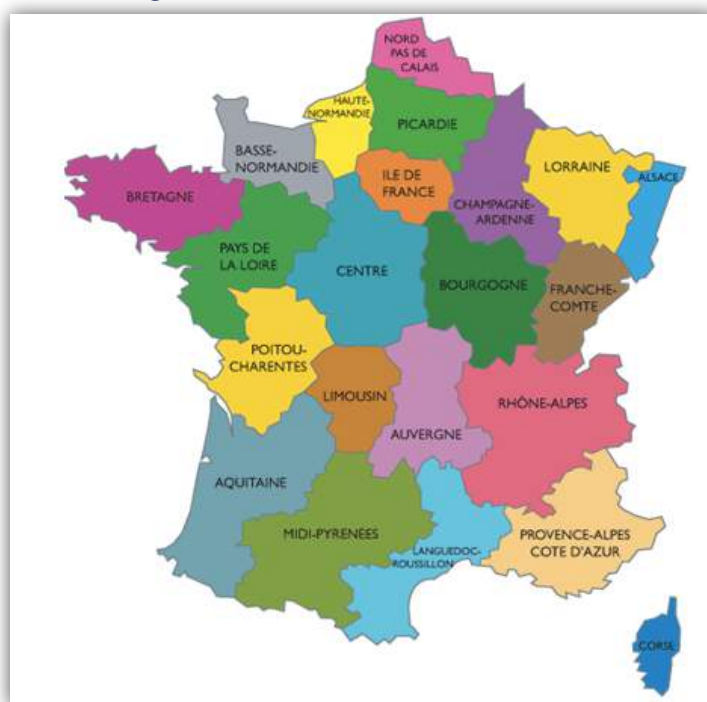 NORD
PAS DE
CALAIS
HAUTE-
NORMANDIE
PICARDIE
BASSE-
NORMANDIE
ILE DE
FRANCE
CHAMPAGNE-
ARDENNE
LORRAINE
ALSACE
BRETAGNE
PAYS DE
LA LOIRE
CENTRE
BOURGOGNE
FRANCHE-
COMTE
POITOU-
CHARENTES
LIMOUSIN
AUVERGNE
RHÔNE-ALPES
AQUITAINE
MIDI-PYRENEES
LANGUEDOC-
ROUSSILLON
PROVENCE-ALPES
COTE D'AZUR
CORSE